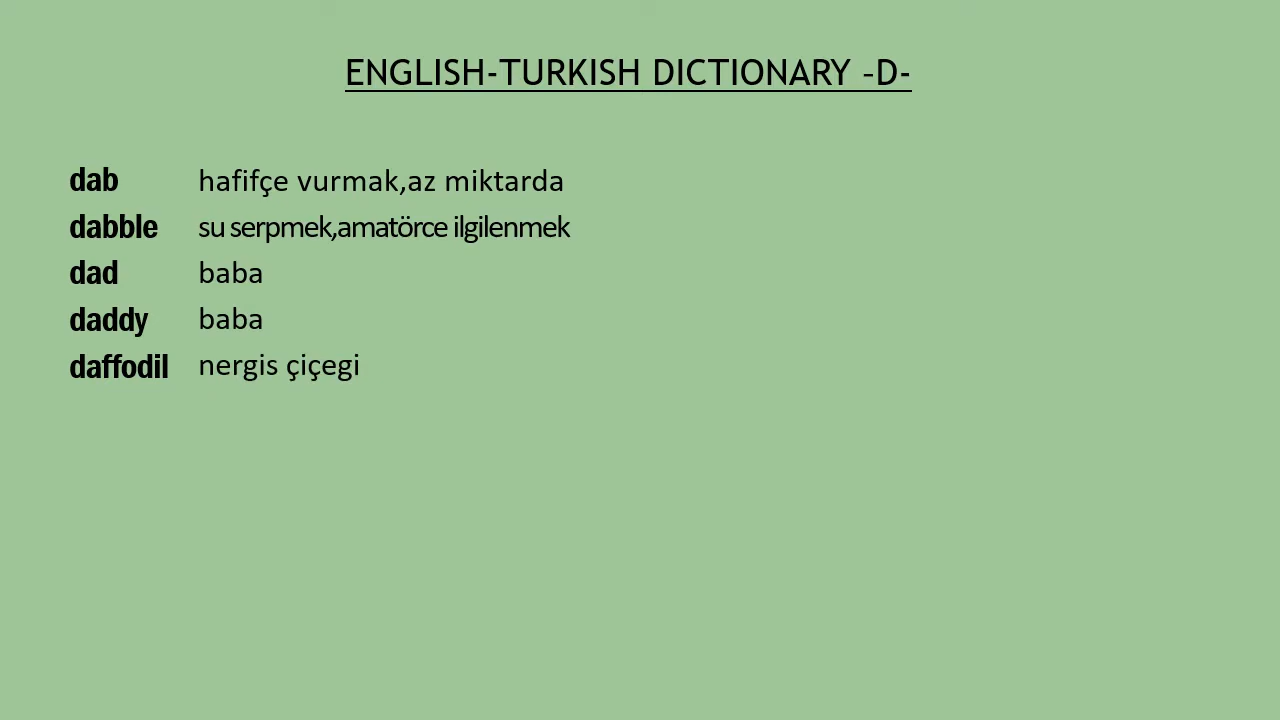 ENGLISH-TURKISH DICTIONARY –D-
dab hafifçe vurmak,az miktarda
dabble su serpmek,amatörce ilgilenmek
dad baba
daddy baba
daffodil nergis çiçegi